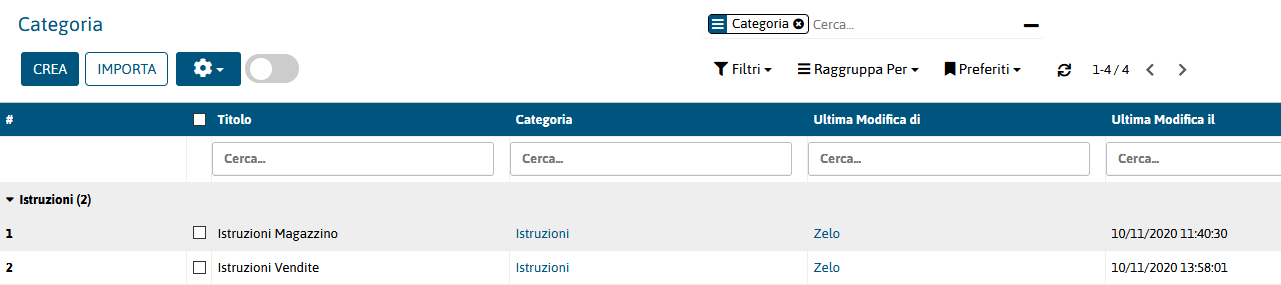 Categoria
Categoria Cerca...
CREA IMPORTA
Filtri Raggruppa Per Preferiti 1-4 / 4
# Titolo Categoria Ultima Modifica di Ultima Modifica il
Cerca... Cerca... Cerca... Cerca...
Istruzioni (2)
1 Istruzioni Magazzino Istruzioni Zelo 10/11/2020 11:40:30
2 Istruzioni Vendite Istruzioni Zelo 10/11/2020 13:58:01